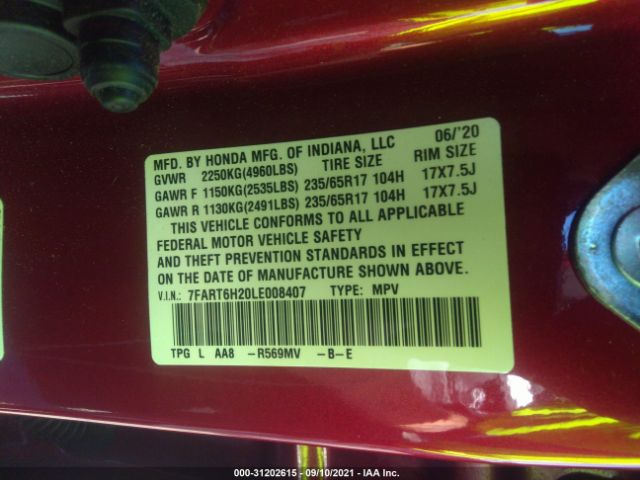 MFD. BY HONDA MFG. OF INDIANA, LLC 06/'20
GVWR 2250KG(4960LBS) TIRE SIZE RIM SIZE
GAWR F 1150KG(2535LBS) 235/65R17 104H 17X7.5J
GAWR R 1130KG(2491LBS) 235/65R17 104H 17X7.5J
THIS VEHICLE CONFORMS TO ALL APPLICABLE
FEDERAL MOTOR VEHICLE SAFETY
AND THEFT PREVENTION STANDARDS IN EFFECT
ON THE DATE OF MANUFACTURE SHOWN ABOVE.
V.I.N.: 7FART6H20LE008407 TYPE: MPV
TPG L AA8 -R569MV -B-E
000-31202615 - 09/10/2021 - IAA Inc.